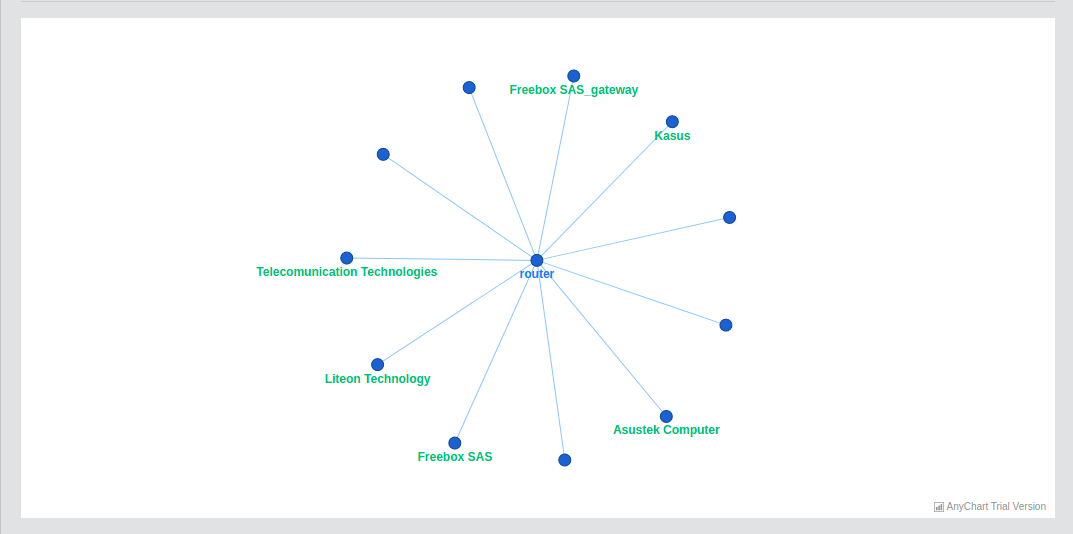 Freebox SAS_gateway
Kasus
Telecomunication Technologies
router
Liteon Technology
Asustek Computer
Freebox SAS
AnyChart Trial Version